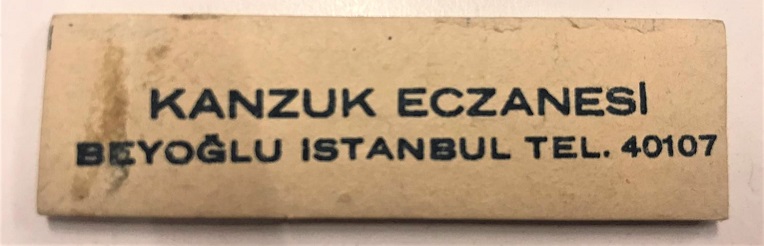 KANZUK ECZANESİ
BEYOĞLU ISTANBUL TEL. 40107